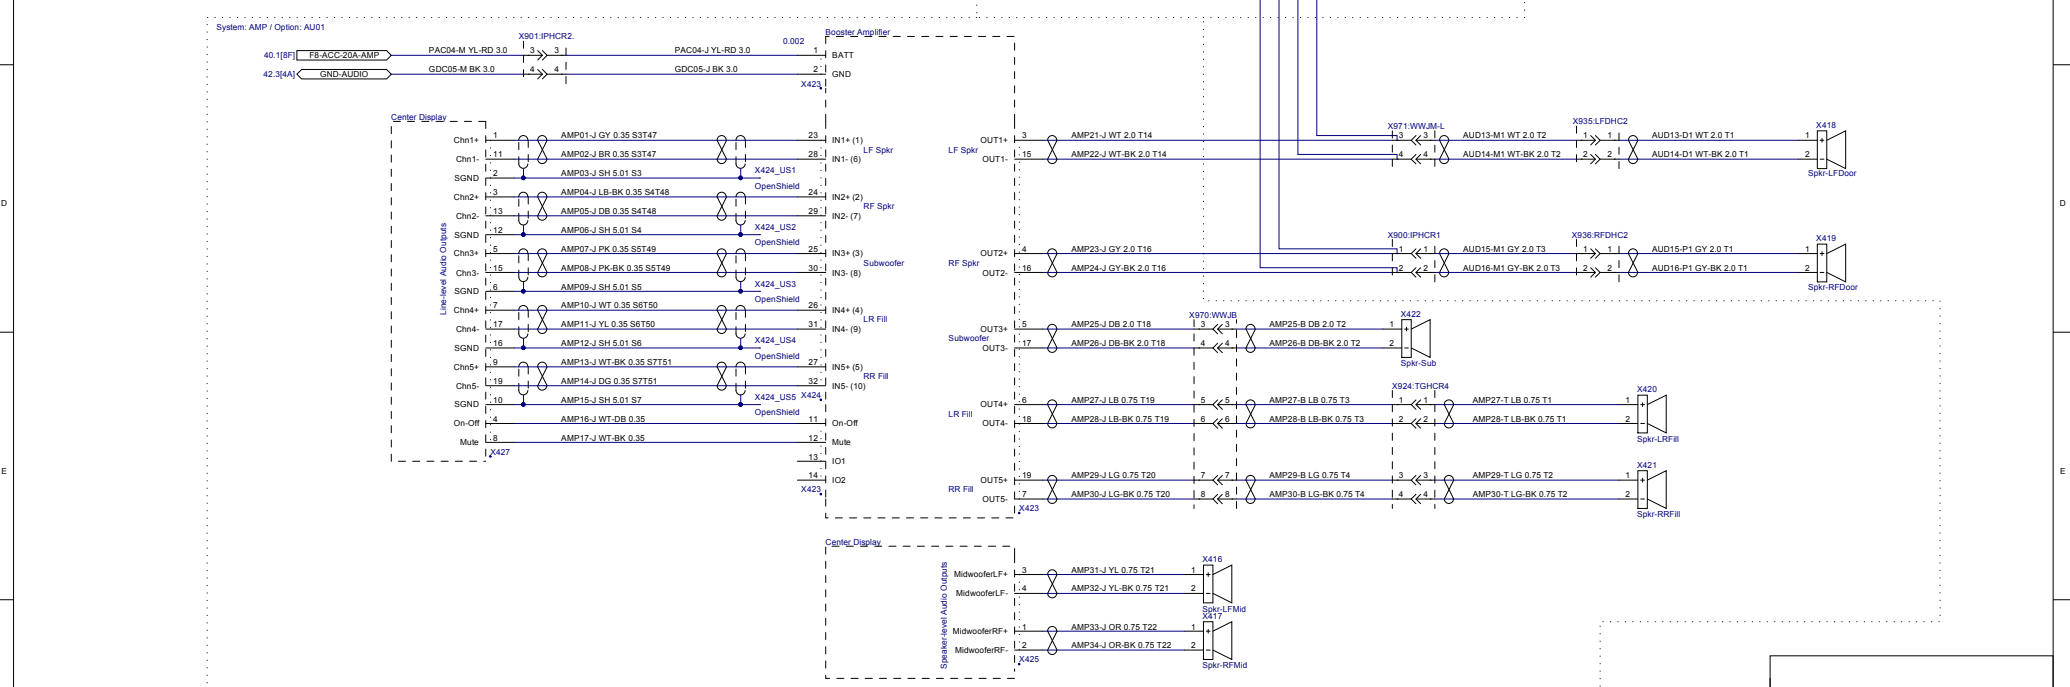 System: AMP / Option: AU01
40.1[8F] F8-ACC-20A-AMP PAC04-M YL-RD 3.0 X901:IPHCR2. 3 3 PAC04-J YL-RD 3.0 0.002 1 BATT
42.3[4A] GND-AUDIO GDC05-M BK 3.0 4 4 GDC05-J BK 3.0 2 GND
X423
Booster Amplifier
Center Display
Line-level Audio Outputs
Chn1+ 1 AMP01-J GY 0.35 S3T47 23 IN1+ (1)
Chn1- 11 AMP02-J BR 0.35 S3T47 28 IN1- (6)
LF Spkr
SGND 2 AMP03-J SH 5.01 S3 X424_US1
OpenShield
Chn2+ 3 AMP04-J LB-BK 0.35 S4T48 24 IN2+ (2)
Chn2- 13 AMP05-J DB 0.35 S4T48 29 IN2- (7)
RF Spkr
SGND 12 AMP06-J SH 5.01 S4 X424_US2
OpenShield
Chn3+ 5 AMP07-J PK 0.35 S5T49 25 IN3+ (3)
Chn3- 15 AMP08-J PK-BK 0.35 S5T49 30 IN3- (8)
Subwoofer
SGND 6 AMP09-J SH 5.01 S5 X424_US3
OpenShield
Chn4+ 7 AMP10-J WT 0.35 S6T50 26 IN4+ (4)
Chn4- 17 AMP11-J YL 0.35 S6T50 31 IN4- (9)
LR Fill
SGND 16 AMP12-J SH 5.01 S6 X424_US4
OpenShield
Chn5+ 9 AMP13-J WT-BK 0.35 S7T51 27 IN5+ (5)
Chn5- 19 AMP14-J DG 0.35 S7T51 32 IN5- (10)
RR Fill
X424
SGND 10 AMP15-J SH 5.01 S7 X424_US5
OpenShield
On-Off 4 AMP16-J WT-DB 0.35 11 On-Off
Mute 8 AMP17-J WT-BK 0.35 12 Mute
X427
13 IO1
14 IO2
X423
LF Spkr
OUT1+ 3 AMP21-J WT 2.0 T14 X971:WWJM-L 3 3 AUD13-M1 WT 2.0 T2 X935:LFDHC2 1 1 AUD13-D1 WT 2.0 T1 1 + X418
OUT1- 15 AMP22-J WT-BK 2.0 T14 4 4 AUD14-M1 WT-BK 2.0 T2 2 2 AUD14-D1 WT-BK 2.0 T1 2 −
Spkr-LFDoor
RF Spkr
OUT2+ 4 AMP23-J GY 2.0 T16 X900:IPHCR1 1 1 AUD15-M1 GY 2.0 T3 X936:RFDHC2 1 1 AUD15-P1 GY 2.0 T1 1 + X419
OUT2- 16 AMP24-J GY-BK 2.0 T16 2 2 AUD16-M1 GY-BK 2.0 T3 2 2 AUD16-P1 GY-BK 2.0 T1 2 −
Spkr-RFDoor
Subwoofer
OUT3+ 5 AMP25-J DB 2.0 T18 X970:WWJB 3 3 AMP25-B DB 2.0 T2 1 + X422
OUT3- 17 AMP26-J DB-BK 2.0 T18 4 4 AMP26-B DB-BK 2.0 T2 2 −
Spkr-Sub
LR Fill
OUT4+ 6 AMP27-J LB 0.75 T19 5 5 AMP27-B LB 0.75 T3 X924:TGHCR4 1 1 AMP27-T LB 0.75 T1 1 + X420
OUT4- 18 AMP28-J LB-BK 0.75 T19 6 6 AMP28-B LB-BK 0.75 T3 2 2 AMP28-T LB-BK 0.75 T1 2 −
Spkr-LRFill
RR Fill
OUT5+ 19 AMP29-J LG 0.75 T20 7 7 AMP29-B LG 0.75 T4 3 3 AMP29-T LG 0.75 T2 1 + X421
OUT5- 7 AMP30-J LG-BK 0.75 T20 8 8 AMP30-B LG-BK 0.75 T4 4 4 AMP30-T LG-BK 0.75 T2 2 −
X423
Spkr-RRFill
Center Display
Speaker-level Audio Outputs
MidwooferLF+ 3 AMP31-J YL 0.75 T21 1 + X416
MidwooferLF- 4 AMP32-J YL-BK 0.75 T21 2 −
Spkr-LFMid
MidwooferRF+ 1 AMP33-J OR 0.75 T22 1 + X417
MidwooferRF- 2 AMP34-J OR-BK 0.75 T22 2 −
X425
Spkr-RFMid
D
D
E
E